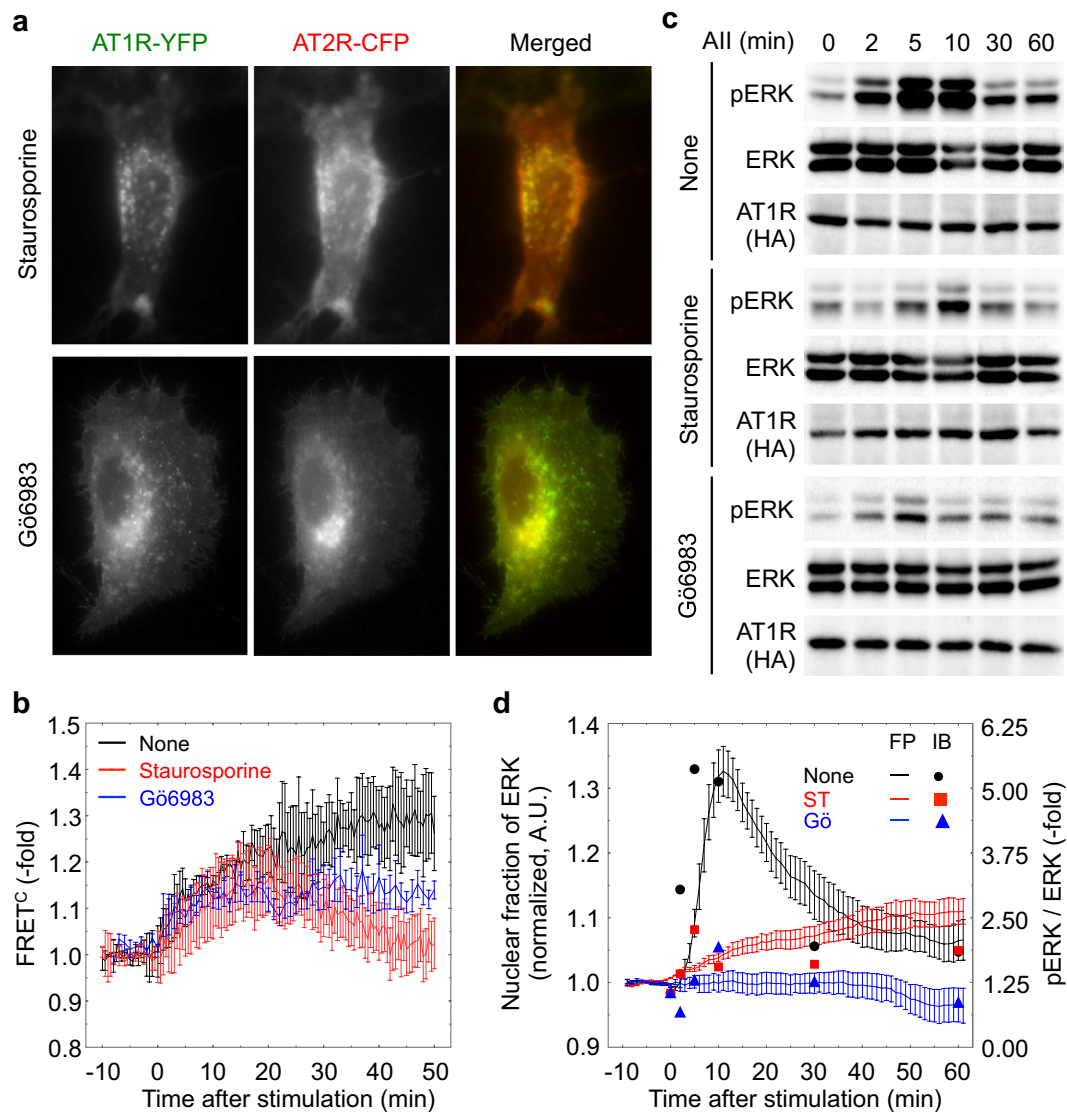 a
AT1R-YFP AT2R-CFP Merged
Staurosporine
Gö6983
c
AII (min) 0 2 5 10 30 60
None
pERK
ERK
AT1R
(HA)
Staurosporine
pERK
ERK
AT1R
(HA)
Gö6983
pERK
ERK
AT1R
(HA)
b
FRETᶜ (-fold)
1.5
1.4
1.3
1.2
1.1
1.0
0.9
0.8
None
Staurosporine
Gö6983
-10 0 10 20 30 40 50
Time after stimulation (min)
d
Nuclear fraction of ERK
(normalized, A.U.)
1.4
1.3
1.2
1.1
1.0
0.9
FP IB
None
ST
Gö
6.25
5.00
3.75
2.50
1.25
0.00
pERK / ERK (-fold)
-10 0 10 20 30 40 50 60
Time after stimulation (min)